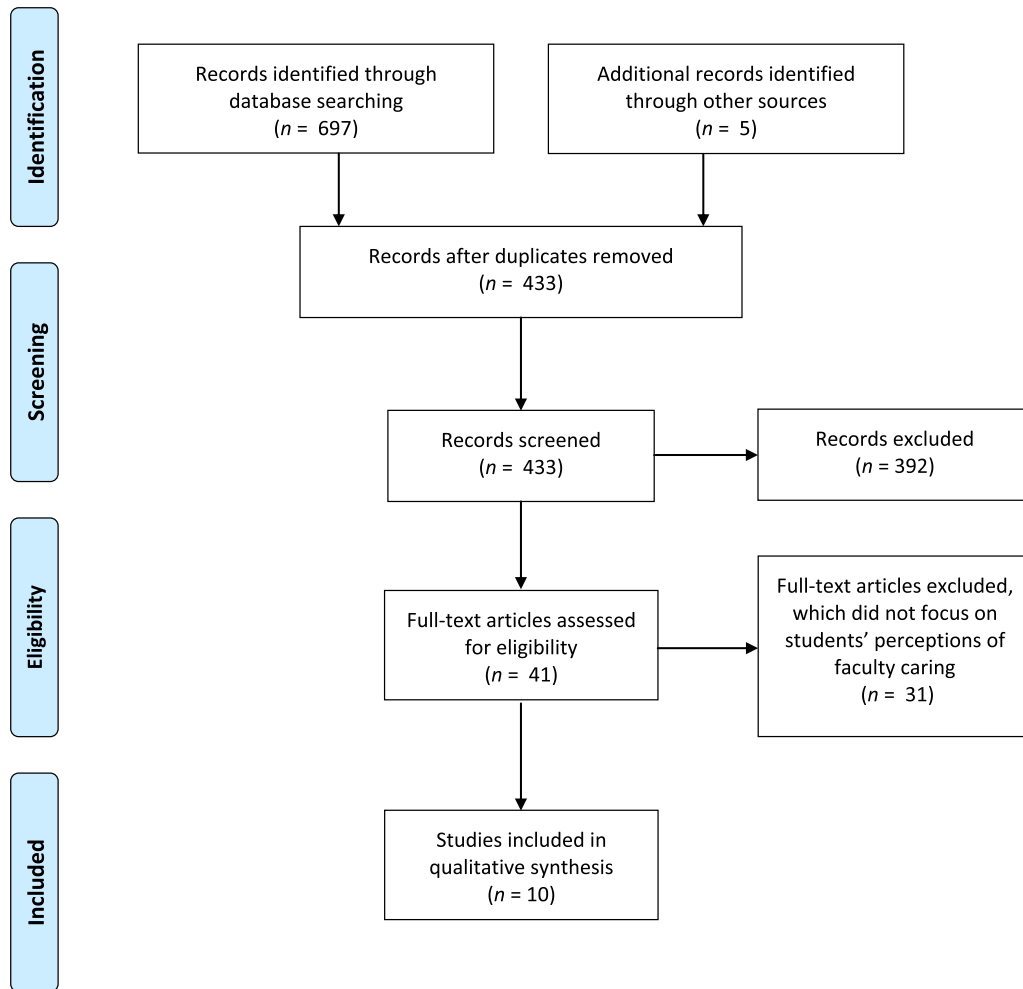 Identification
Records identified through
database searching
(n = 697)
Additional records identified
through other sources
(n = 5)
Records after duplicates removed
(n = 433)
Screening
Records screened
(n = 433)
Records excluded
(n = 392)
Eligibility
Full-text articles assessed
for eligibility
(n = 41)
Full-text articles excluded,
which did not focus on
students’ perceptions of
faculty caring
(n = 31)
Included
Studies included in
qualitative synthesis
(n = 10)